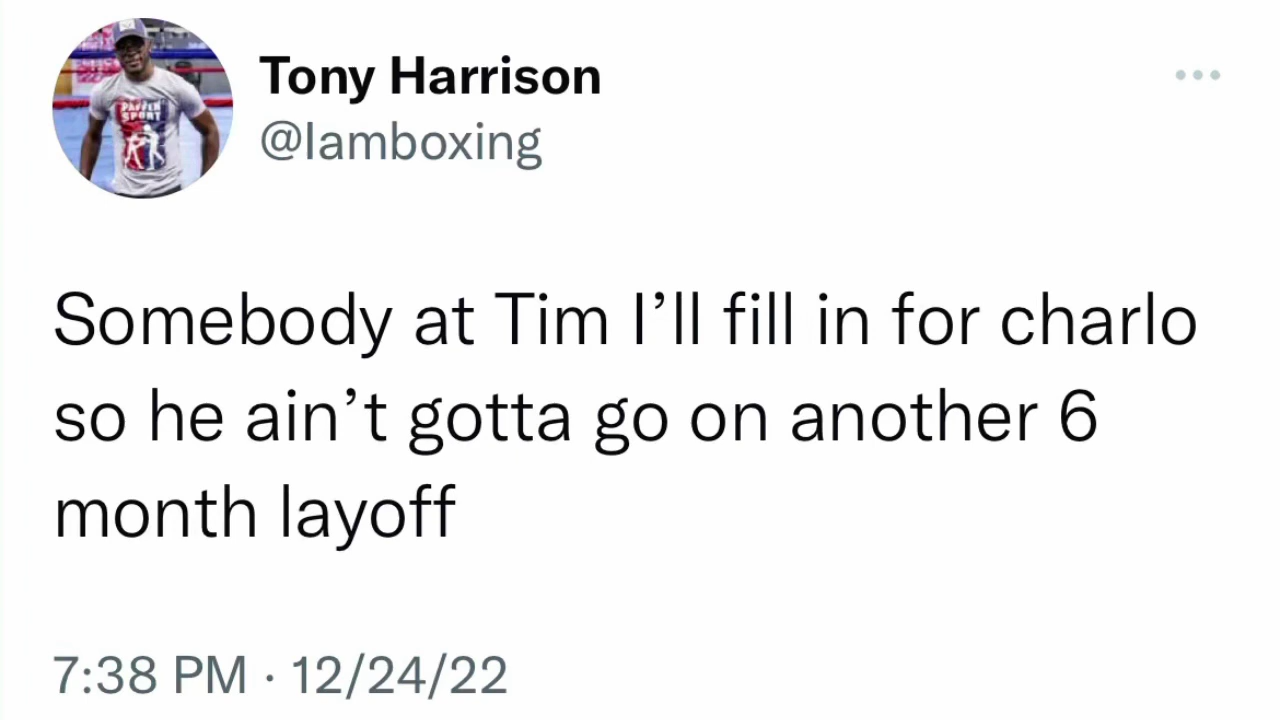 Tony Harrison
@Iamboxing
Somebody at Tim I’ll fill in for charlo
so he ain’t gotta go on another 6
month layoff
7:38 PM · 12/24/22